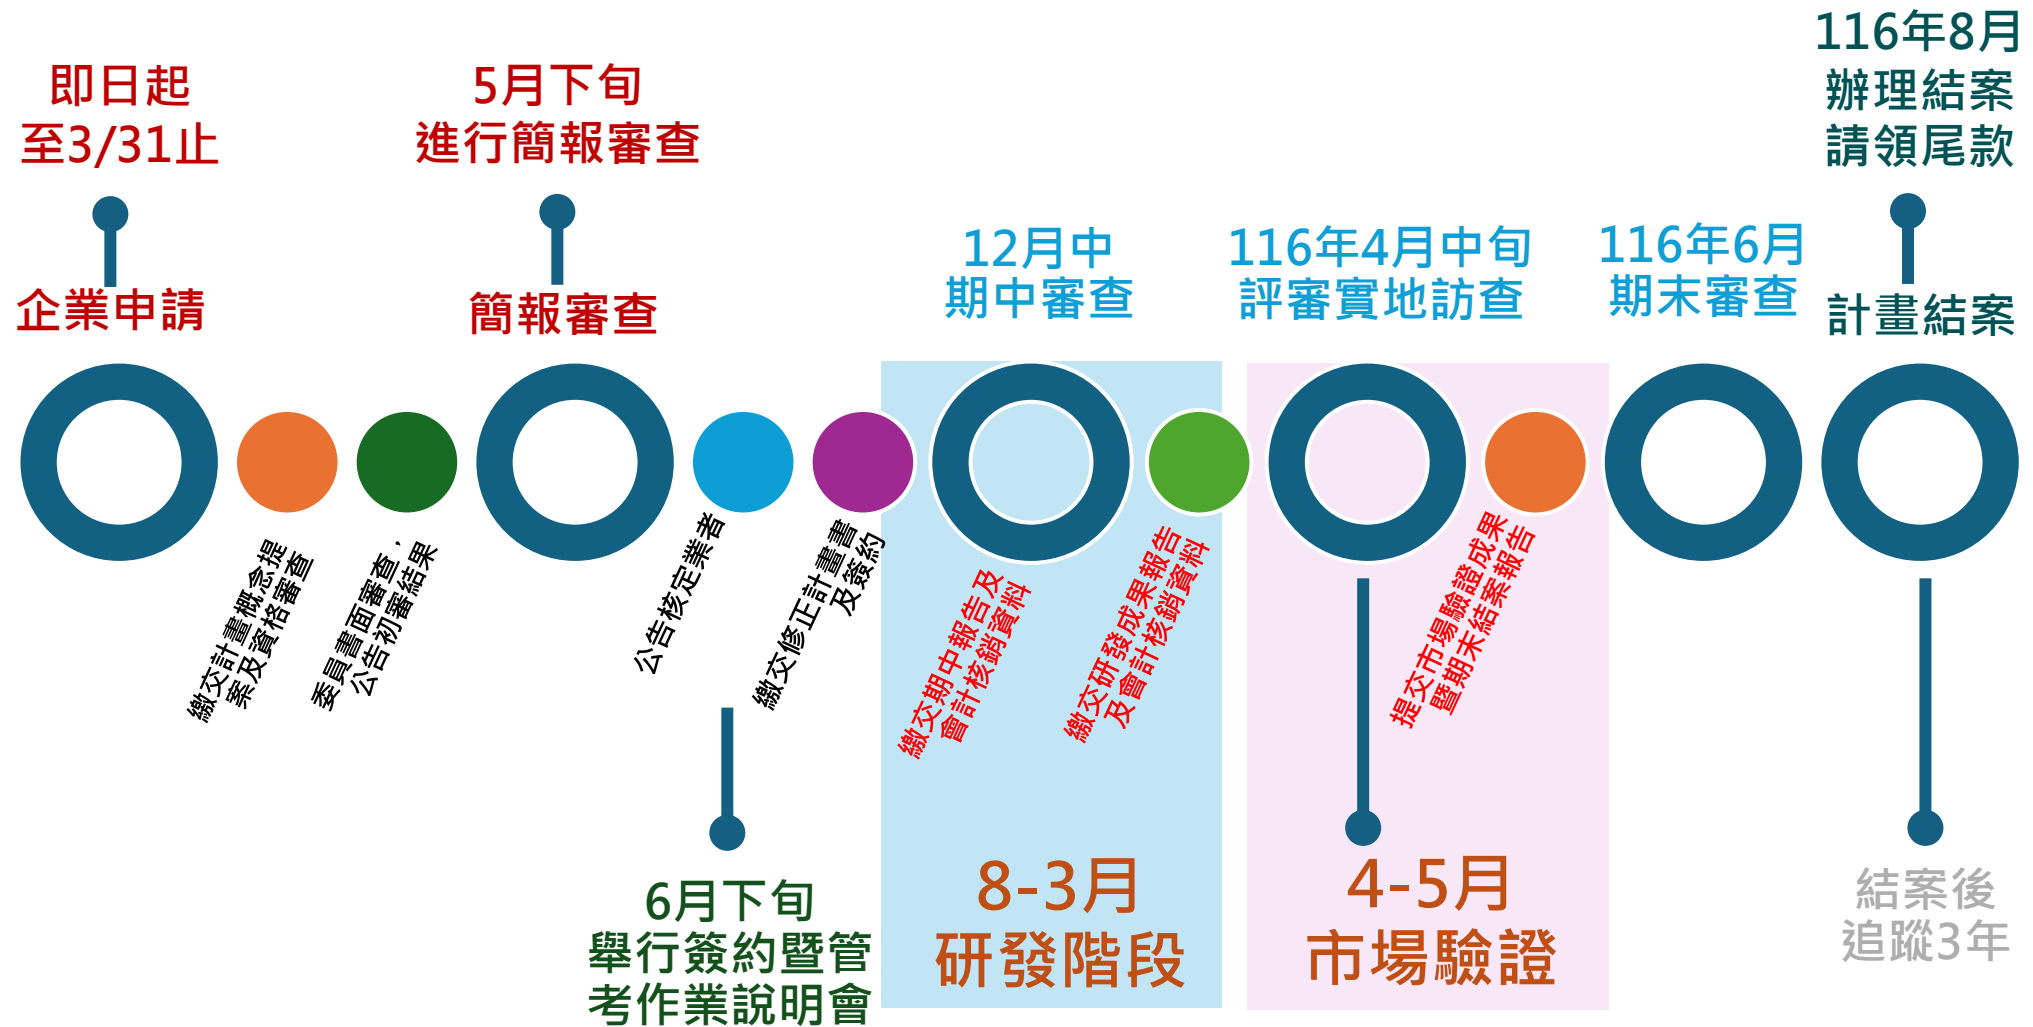 即日起
至3/31止
企業申請
繳交計畫概念提
案及資格審查
委員書面審查，
公告初審結果
5月下旬
進行簡報審查
簡報審查
公告核定業者
6月下旬
舉行簽約暨管
考作業說明會
繳交修正計畫書
及簽約
12月中
期中審查
繳交期中報告及
會計核銷資料
繳交研發成果報告
及會計核銷資料
8-3月
研發階段
116年4月中旬
評審實地訪查
提交市場驗證成果
暨期末結案報告
4-5月
市場驗證
116年6月
期末審查
116年8月
辦理結案
請領尾款
計畫結案
結案後
追蹤3年